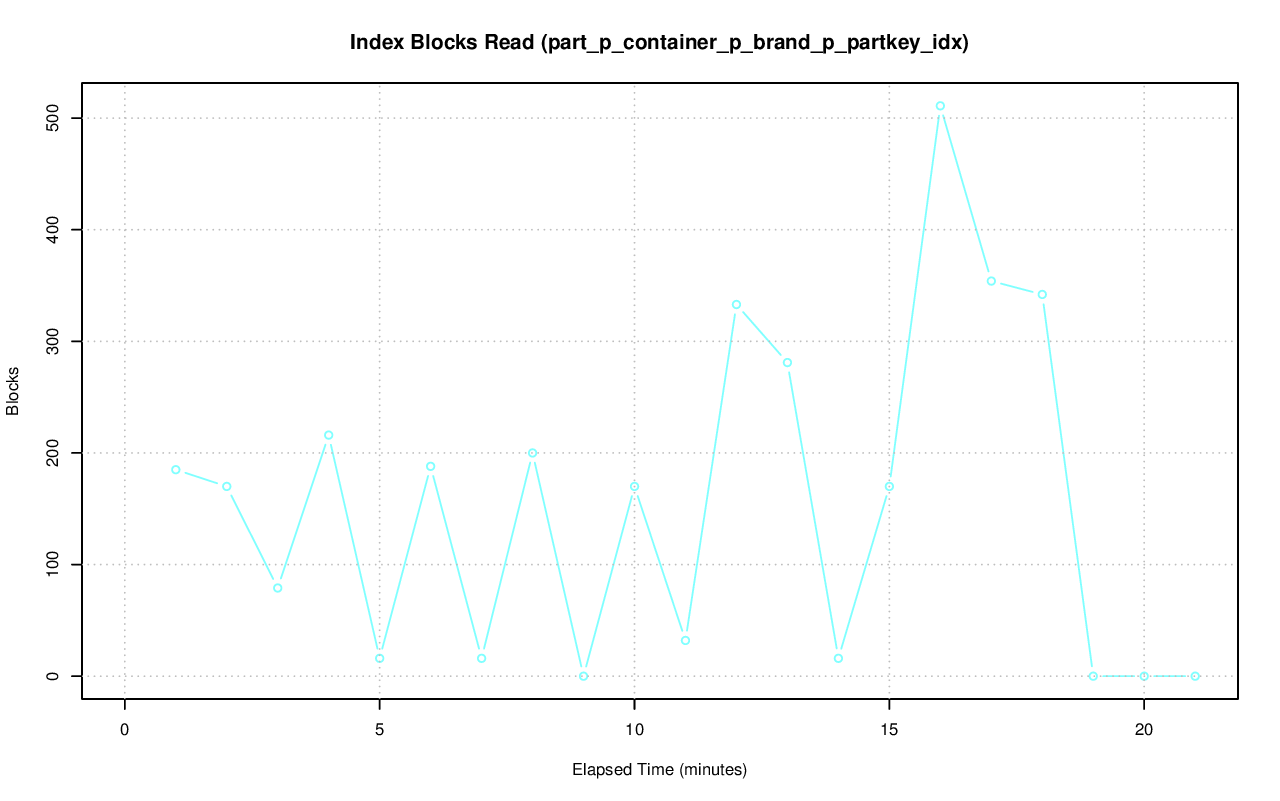 Index Blocks Read (part_p_container_p_brand_p_partkey_idx)
Blocks
500
400
300
200
100
0
0 5 10 15 20
Elapsed Time (minutes)